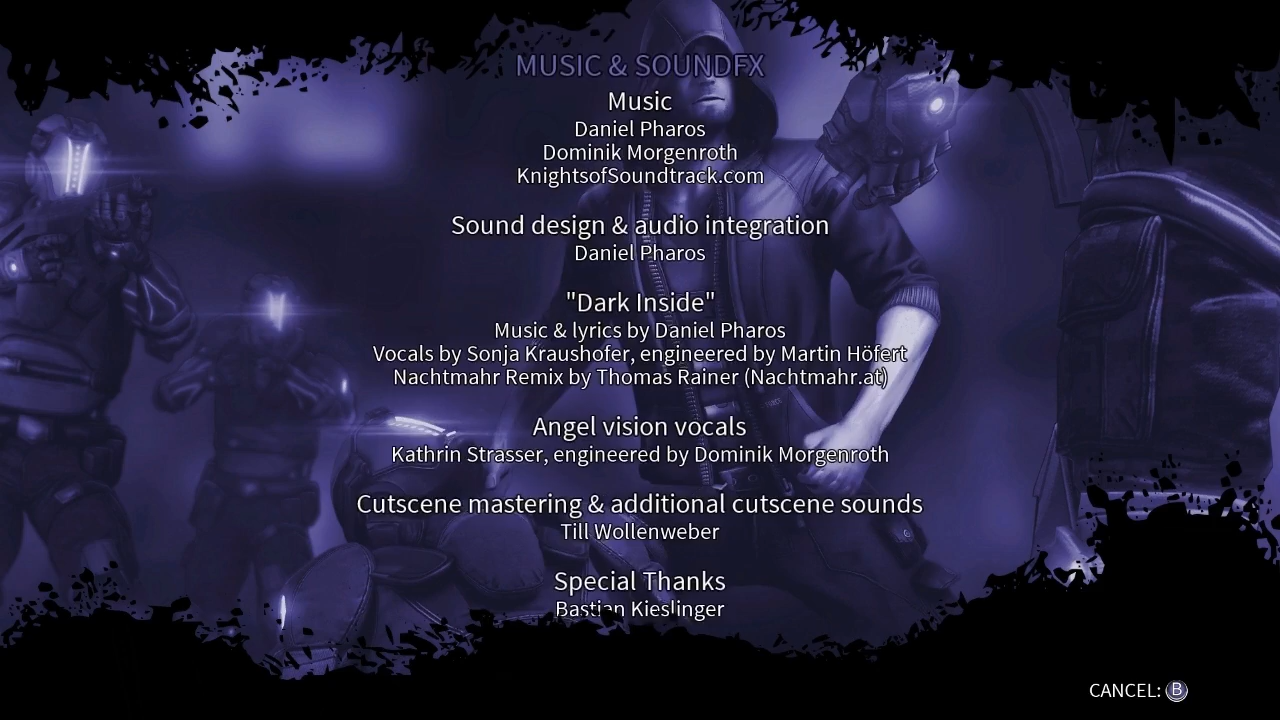 MUSIC & SOUNDFX
Music
Daniel Pharos
Dominik Morgenroth
KnightsofSoundtrack.com
Sound design & audio integration
Daniel Pharos
"Dark Inside"
Music & lyrics by Daniel Pharos
Vocals by Sonja Kraushofer, engineered by Martin Höfert
Nachtmahr Remix by Thomas Rainer (Nachtmahr.at)
Angel vision vocals
Kathrin Strasser, engineered by Dominik Morgenroth
Cutscene mastering & additional cutscene sounds
Till Wollenweber
Special Thanks
Bastian Kieslinger
CANCEL: B